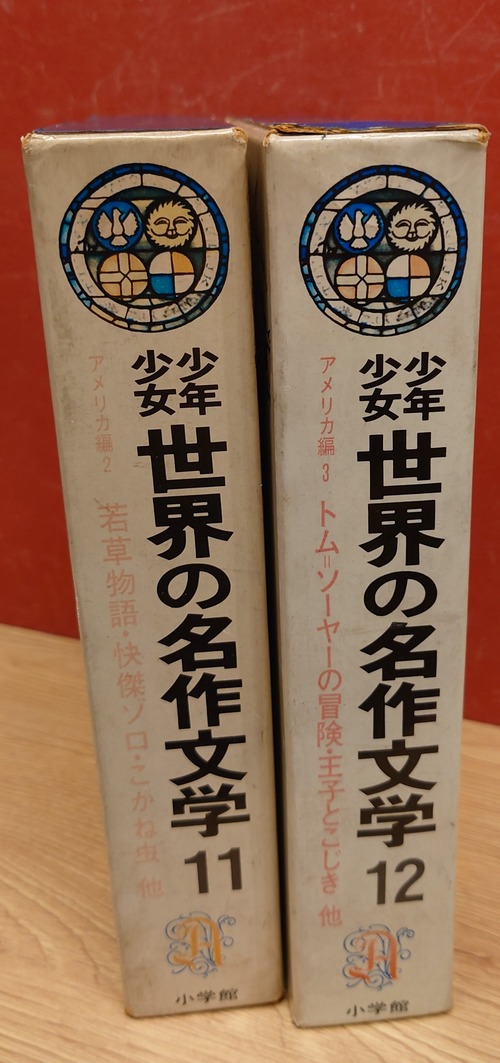 少年少女
世界の名作文学 11
アメリカ編 2
若草物語・快傑ゾロ・こがね虫 他
小学館
少年少女
世界の名作文学 12
アメリカ編 3
トム＝ソーヤーの冒険・王子とこじき 他
小学館